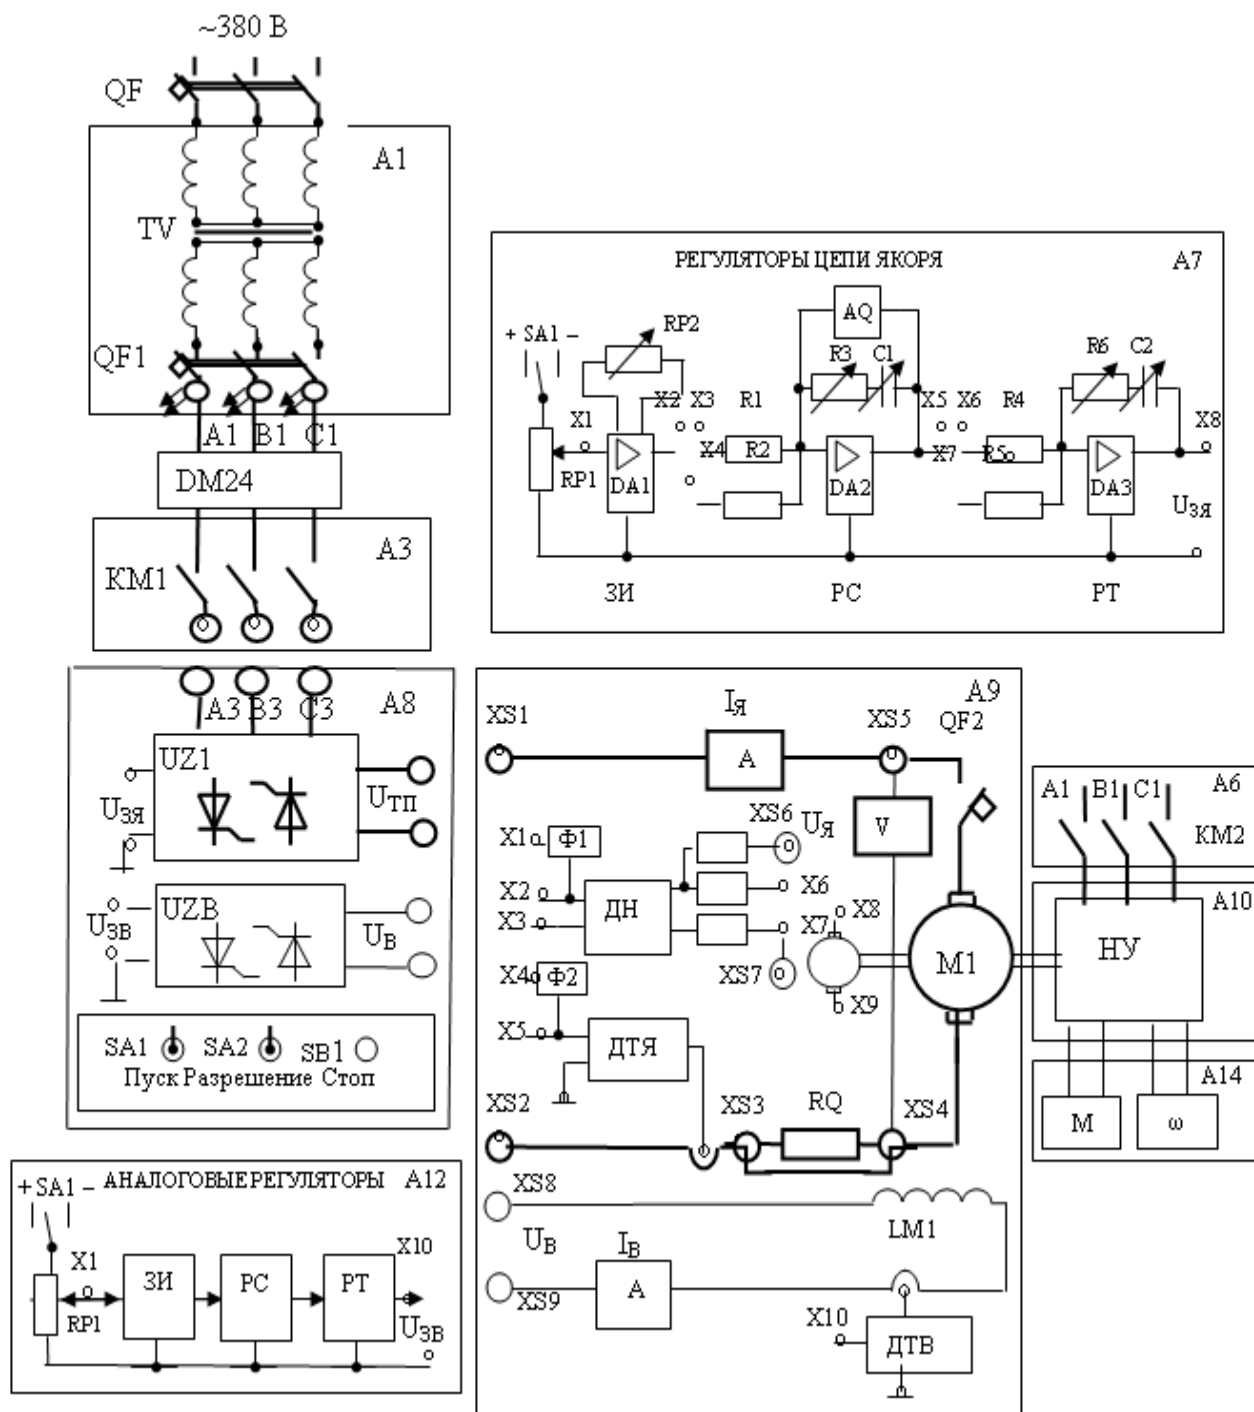 ~380 В
QF
A1
TV
QF1
A1 B1 C1
DM24
A3
KM1
A3 B3 C3
A8
UZ1
UЗЯ
UТП
UZB
UЗВ
UВ
SA1 SA2 SB1
Пуск Разрешение Стоп
АНАЛОГОВЫЕ РЕГУЛЯТОРЫ A12
+ SA1 –
X1
X10
ЗИ
РС
РТ
RP1
UЗВ
РЕГУЛЯТОРЫ ЦЕПИ ЯКОРЯ
A7
AQ
+ SA1 –
RP2
R3
C1
R6
C2
X1
X2 X3
R1
X5 X6
R4
X8
X4
R2
X7
R5
RP1
DA1
DA2
DA3
UЗЯ
ЗИ
РС
РТ
A9
XS1
IЯ
XS5
QF2
A
XS6
UЯ
V
X1
Ф1
X2
X3
ДН
X6
X7
X8
M1
X4
Ф2
XS7
X9
X5
ДТЯ
XS2
XS3
RQ
XS4
XS8
LM1
UВ
IВ
XS9
A
X10
ДТВ
A1 B1 C1
A6
KM2
A10
НУ
A14
М
ω